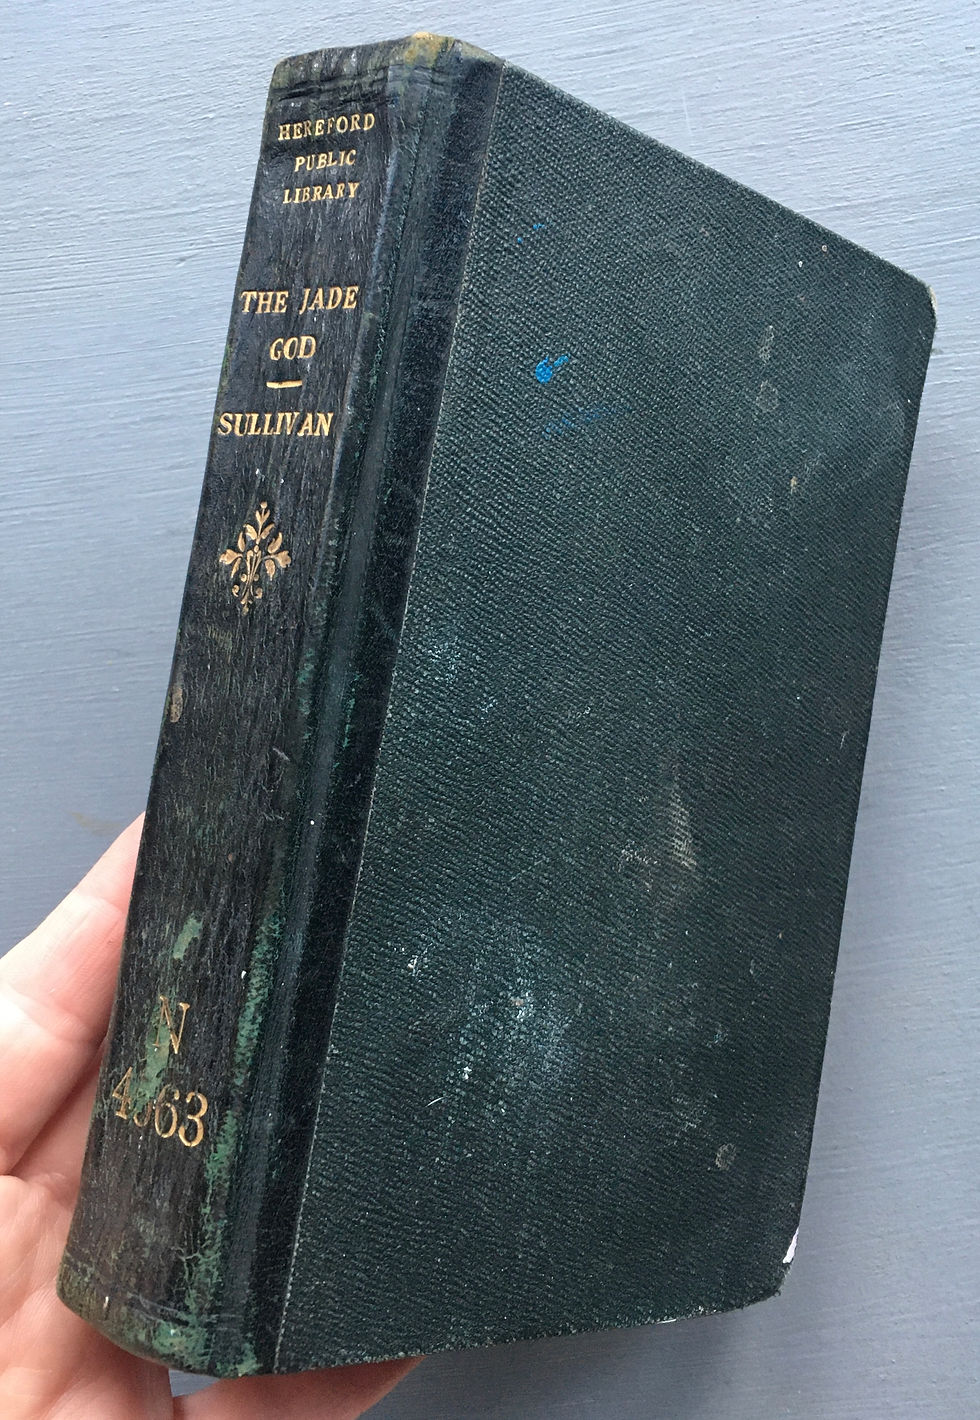 HEREFORD
PUBLIC
LIBRARY
THE JADE
GOD
SULLIVAN
N